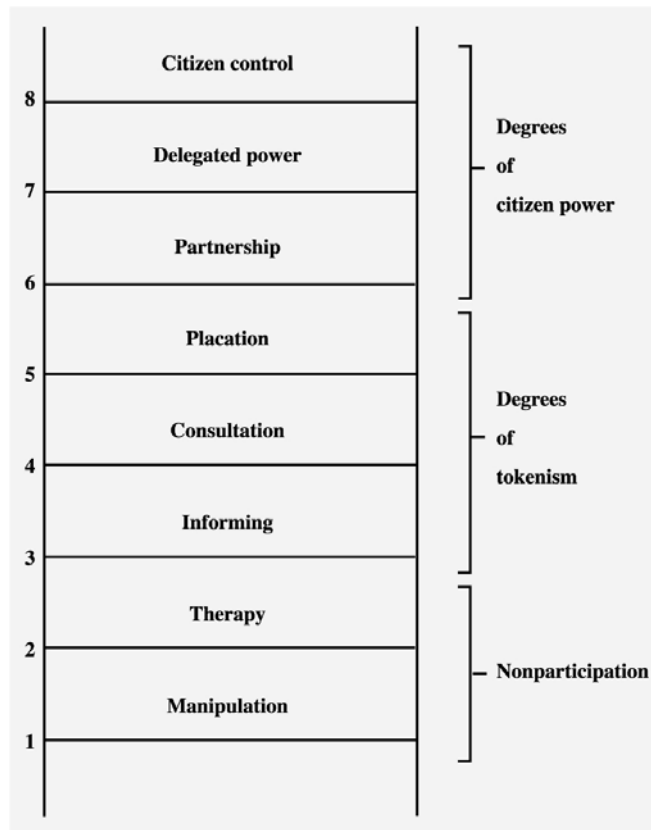 Citizen control
8
Delegated power
7
Partnership
6
Placation
5
Consultation
4
Informing
3
Therapy
2
Manipulation
1
Degrees
of
citizen power
Degrees
of
tokenism
Nonparticipation